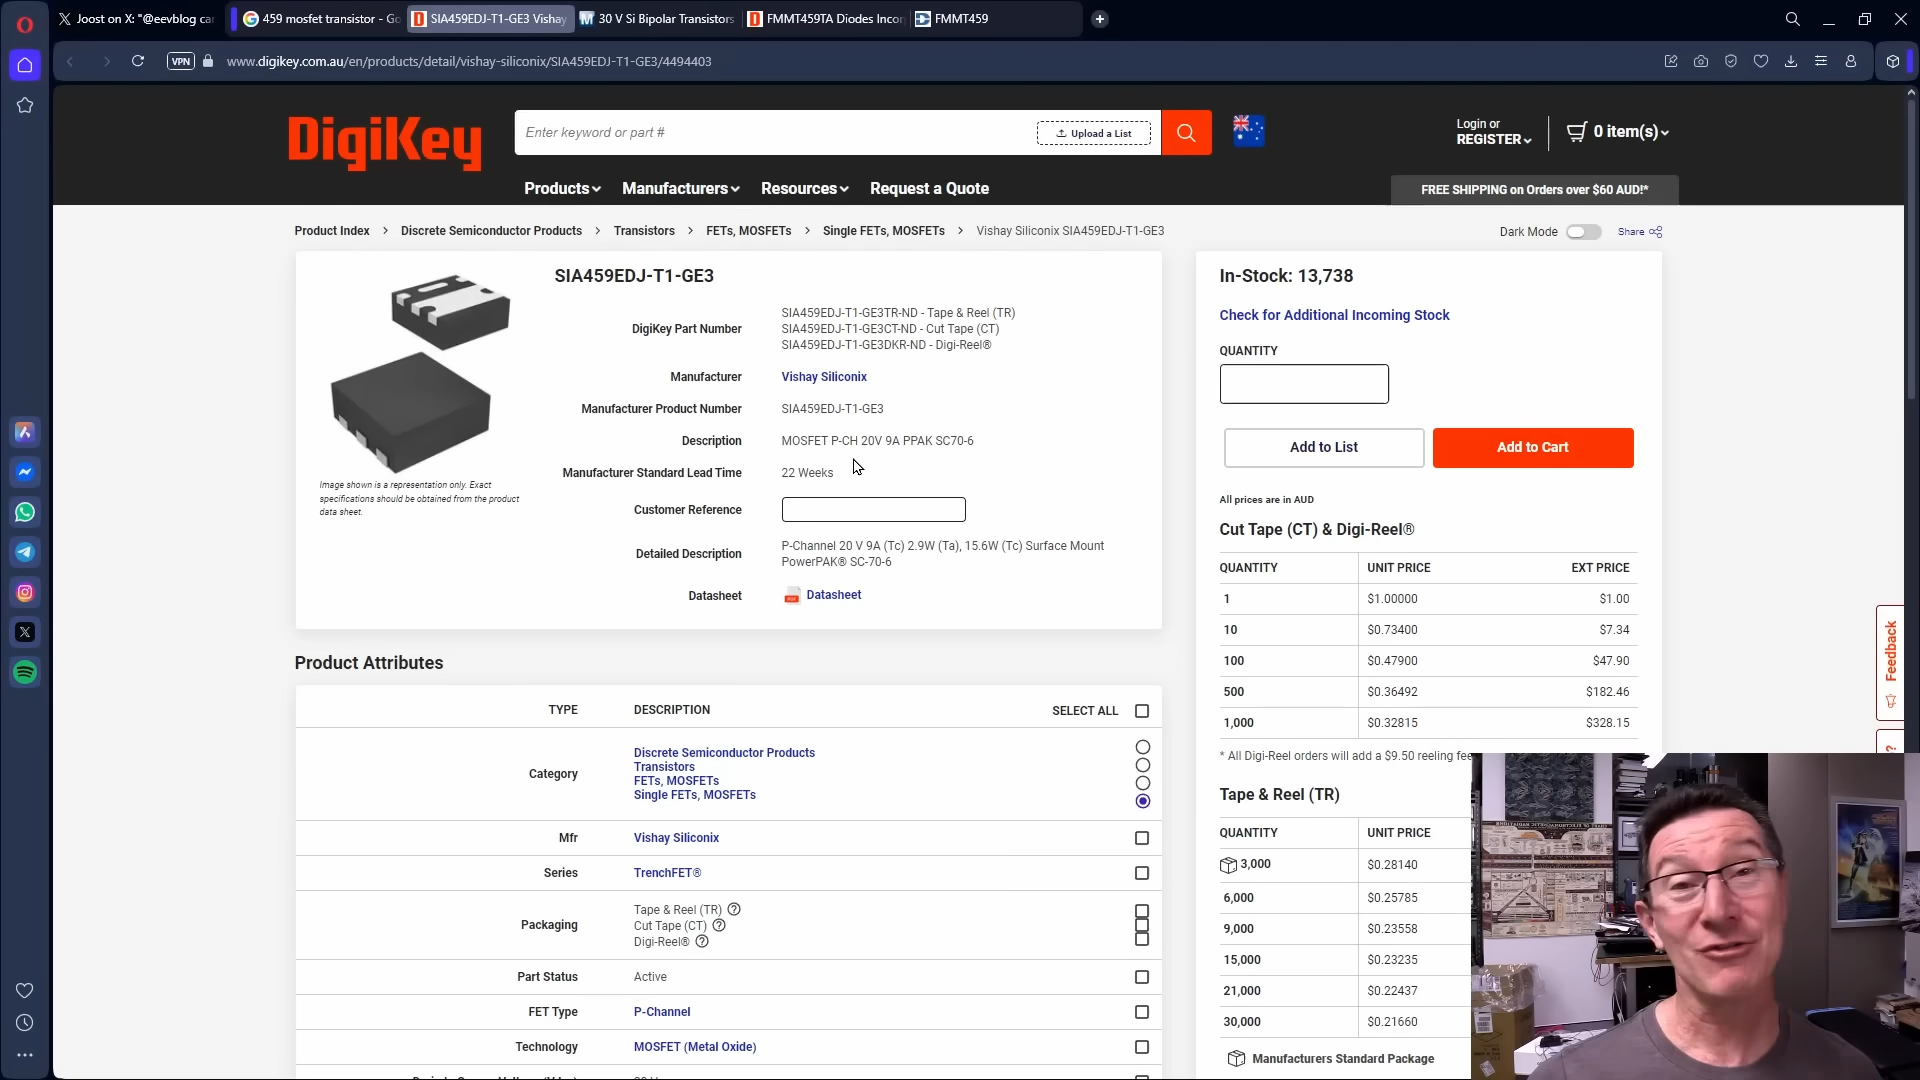 Joost on X: "@eevblog car
459 mosfet transistor - Go
SIA459EDJ-T1-GE3 Vishay
30 V Si Bipolar Transistors
FMMT459TA Diodes Incor
FMMT459
VPN
www.digikey.com.au/en/products/detail/vishay-siliconix/SIA459EDJ-T1-GE3/4494403
DigiKey
Enter keyword or part #
Upload a List
Login or
REGISTER
0 item(s)
Products
Manufacturers
Resources
Request a Quote
FREE SHIPPING on Orders over $60 AUD!*
Product Index > Discrete Semiconductor Products > Transistors > FETs, MOSFETs > Single FETs, MOSFETs > Vishay Siliconix SIA459EDJ-T1-GE3
Dark Mode
Share
SIA459EDJ-T1-GE3
DigiKey Part Number
SIA459EDJ-T1-GE3TR-ND - Tape & Reel (TR)
SIA459EDJ-T1-GE3CT-ND - Cut Tape (CT)
SIA459EDJ-T1-GE3DKR-ND - Digi-Reel®
Manufacturer
Vishay Siliconix
Manufacturer Product Number
SIA459EDJ-T1-GE3
Description
MOSFET P-CH 20V 9A PPAK SC70-6
Manufacturer Standard Lead Time
22 Weeks
Customer Reference
Detailed Description
P-Channel 20 V 9A (Tc) 2.9W (Ta), 15.6W (Tc) Surface Mount
PowerPAK® SC-70-6
Datasheet
Datasheet
Image shown is a representation only. Exact
specifications should be obtained from the product
data sheet.
In-Stock: 13,738
Check for Additional Incoming Stock
QUANTITY
Add to List
Add to Cart
All prices are in AUD
Cut Tape (CT) & Digi-Reel®
QUANTITY UNIT PRICE EXT PRICE
1 $1.00000 $1.00
10 $0.73400 $7.34
100 $0.47900 $47.90
500 $0.36492 $182.46
1,000 $0.32815 $328.15
* All Digi-Reel orders will add a $9.50 reeling fee
Tape & Reel (TR)
QUANTITY UNIT PRICE
3,000 $0.28140
6,000 $0.25785
9,000 $0.23558
15,000 $0.23235
21,000 $0.22437
30,000 $0.21660
Manufacturers Standard Package
Feedback
?
Product Attributes
TYPE DESCRIPTION SELECT ALL
Category
Discrete Semiconductor Products
Transistors
FETs, MOSFETs
Single FETs, MOSFETs
Mfr Vishay Siliconix
Series TrenchFET®
Packaging
Tape & Reel (TR)
Cut Tape (CT)
Digi-Reel®
Part Status Active
FET Type P-Channel
Technology MOSFET (Metal Oxide)